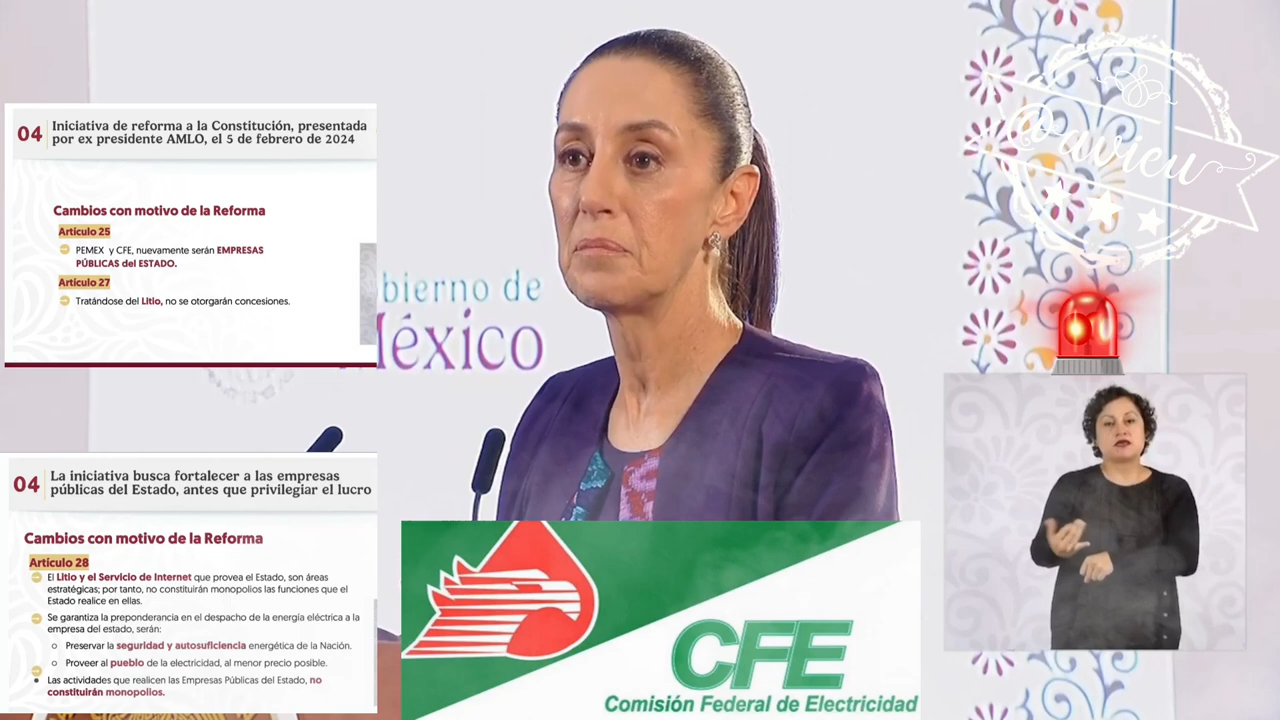 04
Iniciativa de reforma a la Constitución, presentada
por ex presidente AMLO, el 5 de febrero de 2024
Cambios con motivo de la Reforma
Artículo 25
PEMEX y CFE, nuevamente serán EMPRESAS
PÚBLICAS del ESTADO.
Artículo 27
Tratándose del Litio, no se otorgarán concesiones.
bierno de
México
04
La iniciativa busca fortalecer a las empresas
públicas del Estado, antes que privilegiar el lucro
Cambios con motivo de la Reforma
Artículo 28
El Litio y el Servicio de Internet que provea el Estado, son áreas
estratégicas; por tanto, no constituirán monopolios las funciones que el
Estado realice en ellas.
Se garantiza la preponderancia en el despacho de la energía eléctrica a la
empresa del estado, serán:
Preservar la seguridad y autosuficiencia energética de la Nación.
Proveer al pueblo de la electricidad, al menor precio posible.
Las actividades que realicen las Empresas Públicas del Estado, no
constituirán monopolios.
CFE
Comisión Federal de Electricidad